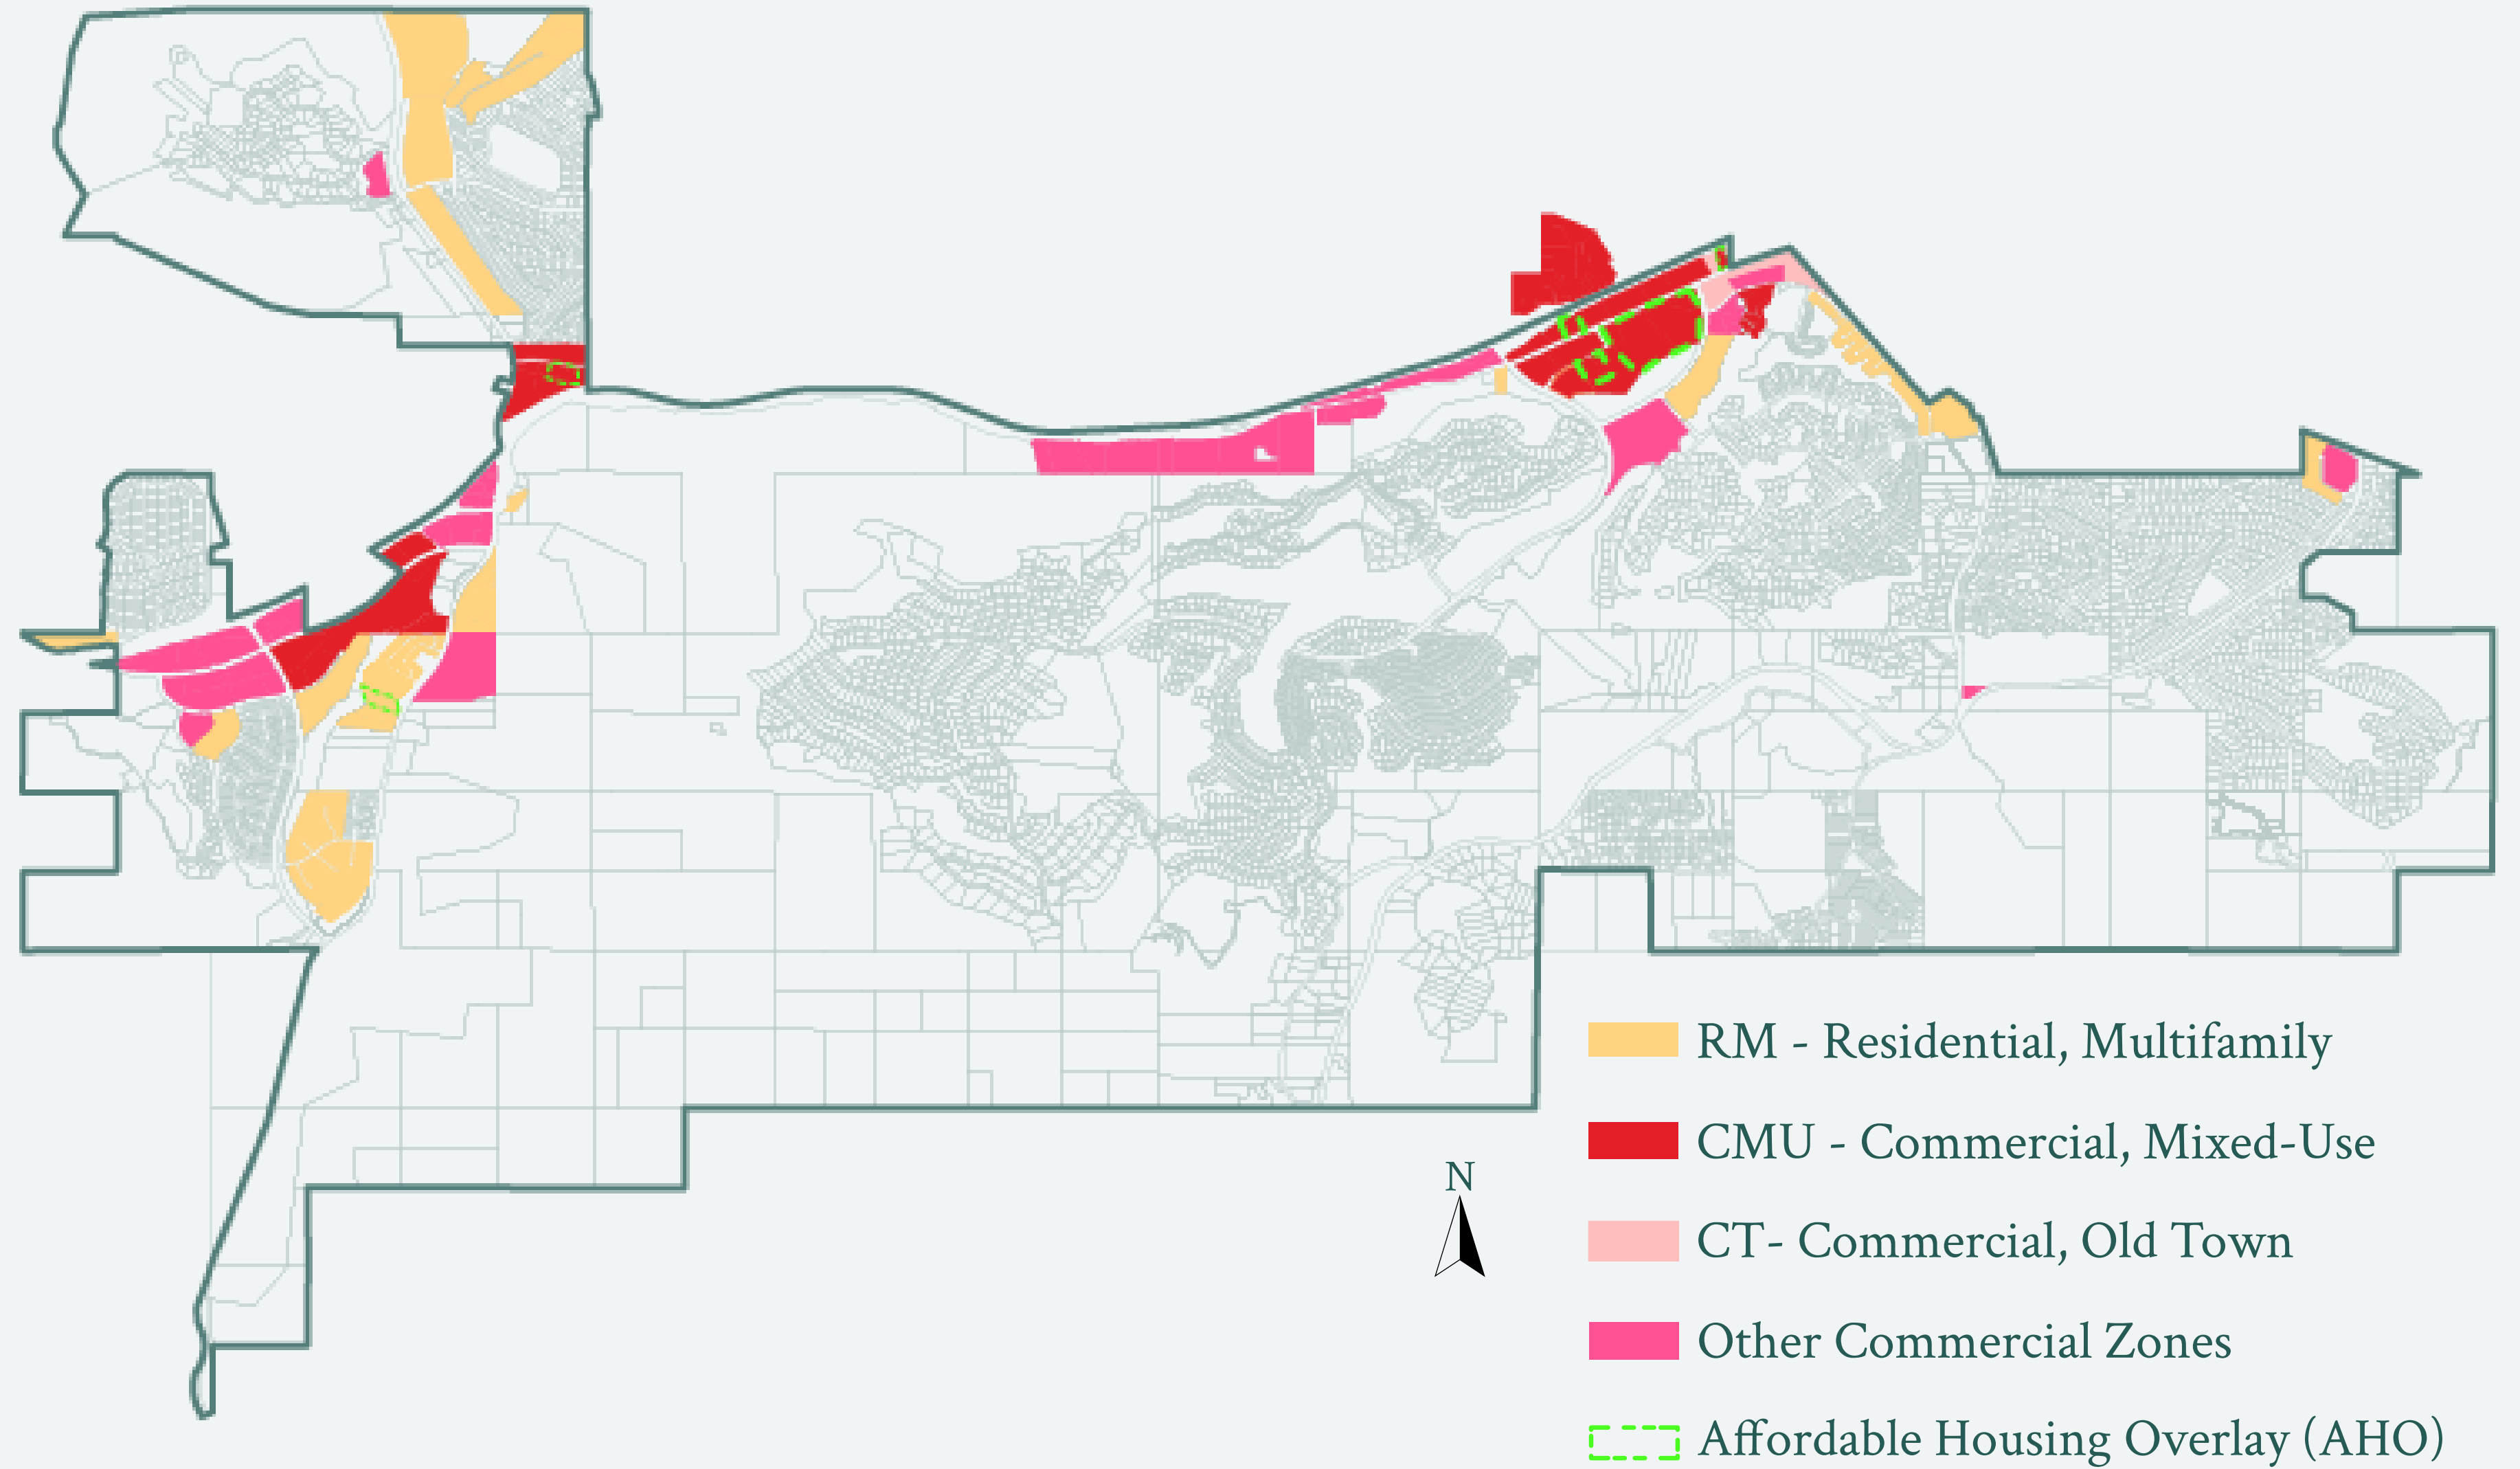 RM - Residential, Multifamily
CMU - Commercial, Mixed-Use
N
CT- Commercial, Old Town
Other Commercial Zones
Affordable Housing Overlay (AHO)